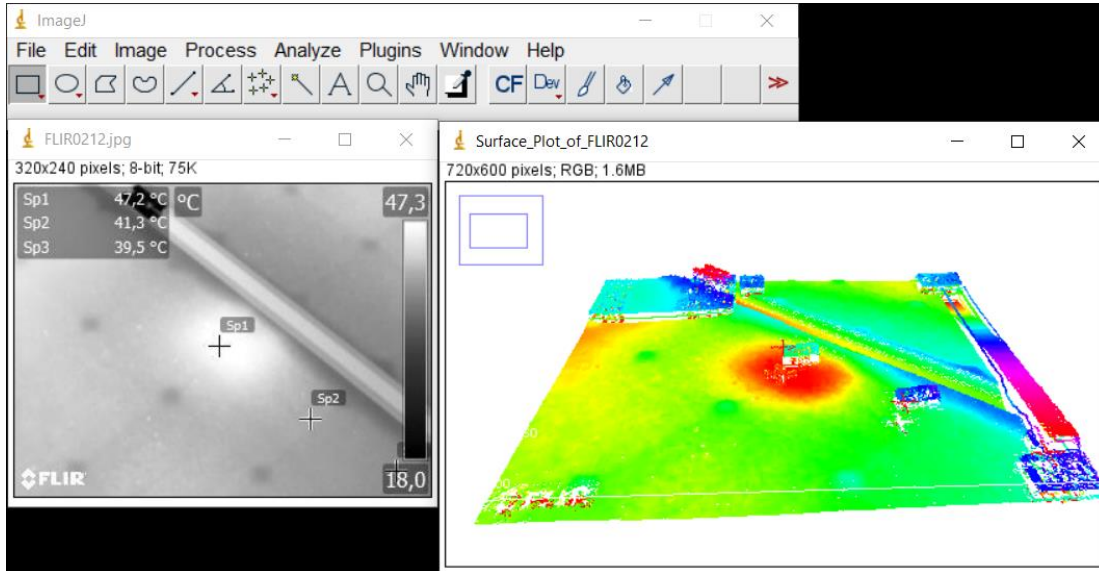 ImageJ
File Edit Image Process Analyze Plugins Window Help
A CF Dev >>
FLIR0212.jpg
320x240 pixels; 8-bit; 75K
Sp1 47,2 °C °C 47,3
Sp2 41,3 °C
Sp3 39,5 °C
Sp1
Sp2
FLIR 18,0
Surface_Plot_of_FLIR0212
720x600 pixels; RGB; 1.6MB